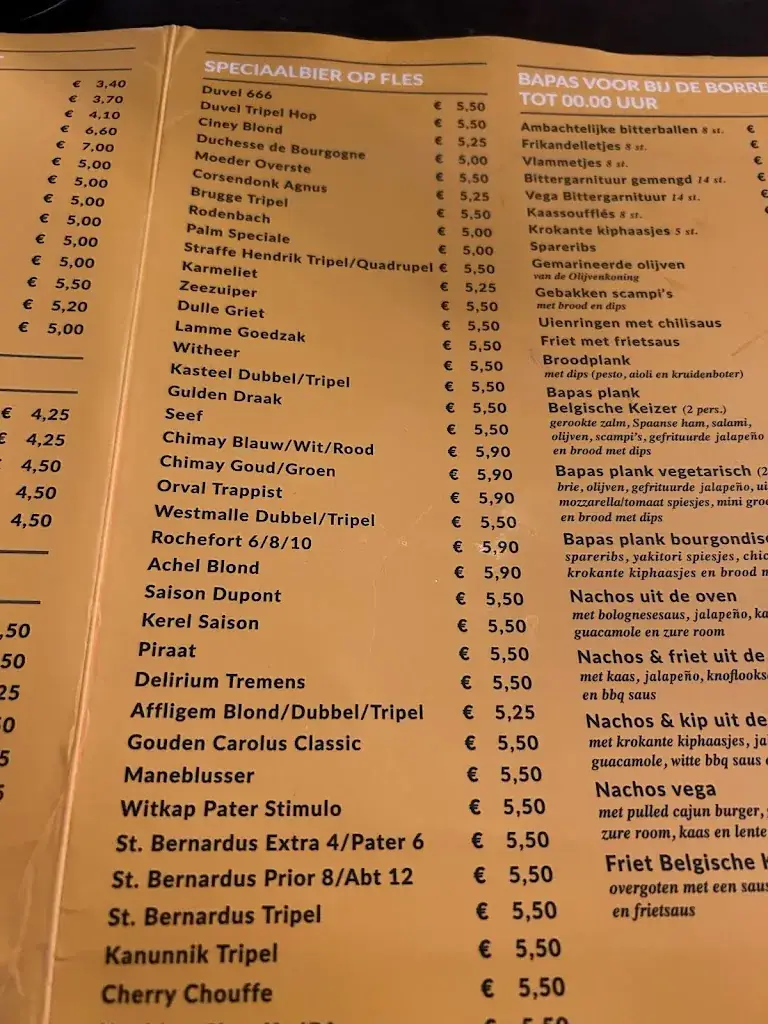 € 3,40
€ 3,70
€ 4,10
€ 6,60
€ 7,00
€ 5,00
€ 5,00
€ 5,00
€ 5,00
€ 5,00
€ 5,00
€ 5,50
€ 5,20
€ 5,00
€ 4,25
€ 4,25
4,50
4,50
4,50
,50
50
25
SPECIAALBIER OP FLES
Duvel 666 € 5,50
Duvel Tripel Hop € 5,50
Ciney Blond € 5,25
Duchesse de Bourgogne € 5,00
Moeder Overste € 5,50
Corsendonk Agnus € 5,25
Brugge Tripel € 5,50
Rodenbach € 5,00
Palm Speciale € 5,00
Straffe Hendrik Tripel/Quadrupel € 5,50
Karmeliet € 5,25
Zeezuiper € 5,50
Dulle Griet € 5,50
Lamme Goedzak € 5,50
Witheer € 5,50
Kasteel Dubbel/Tripel € 5,50
Gulden Draak € 5,50
Seef € 5,50
Chimay Blauw/Wit/Rood € 5,90
Chimay Goud/Groen € 5,90
Orval Trappist € 5,90
Westmalle Dubbel/Tripel € 5,50
Rochefort 6/8/10 € 5,90
Achel Blond € 5,90
Saison Dupont € 5,50
Kerel Saison € 5,50
Piraat € 5,50
Delirium Tremens € 5,50
Affligem Blond/Dubbel/Tripel € 5,25
Gouden Carolus Classic € 5,50
Maneblusser € 5,50
Witkap Pater Stimulo € 5,50
St. Bernardus Extra 4/Pater 6 € 5,50
St. Bernardus Prior 8/Abt 12 € 5,50
St. Bernardus Tripel € 5,50
Kanunnik Tripel € 5,50
Cherry Chouffe € 5,50
BAPAS VOOR BIJ DE BORRE
TOT 00.00 UUR
Ambachtelijke bitterballen 8 st. €
Frikandelletjes 8 st. €
Vlammetjes 8 st. €
Bittergarnituur gemengd 14 st. €
Vega Bittergarnituur 14 st. €
Kaassoufflés 8 st.
Krokante kiphaasjes 5 st.
Spareribs
Gemarineerde olijven
van de Olijvenkoning
Gebakken scampi's
met brood en dips
Uienringen met chilisaus
Friet met frietsaus
Broodplank
met dips (pesto, aioli en kruidenboter)
Bapas plank
Belgische Keizer (2 pers.)
gerookte zalm, Spaanse ham, salami,
olijven, scampi's, gefrituurde jalapeño
en brood met dips
Bapas plank vegetarisch (2
brie, olijven, gefrituurde jalapeño, ui
mozzarella/tomaat spiesjes, mini groe
en brood met dips
Bapas plank bourgondisc
spareribs, yakitori spiesjes, chic
krokante kiphaasjes en brood m
Nachos uit de oven
met bolognesesaus, jalapeño, ka
guacamole en zure room
Nachos & friet uit de
met kaas, jalapeño, knoflooks
en bbq saus
Nachos & kip uit de
met krokante kiphaasjes, ja
guacamole, witte bbq saus
Nachos vega
met pulled cajun burger,
zure room, kaas en lente
Friet Belgische K
overgoten met een saus
en frietsaus